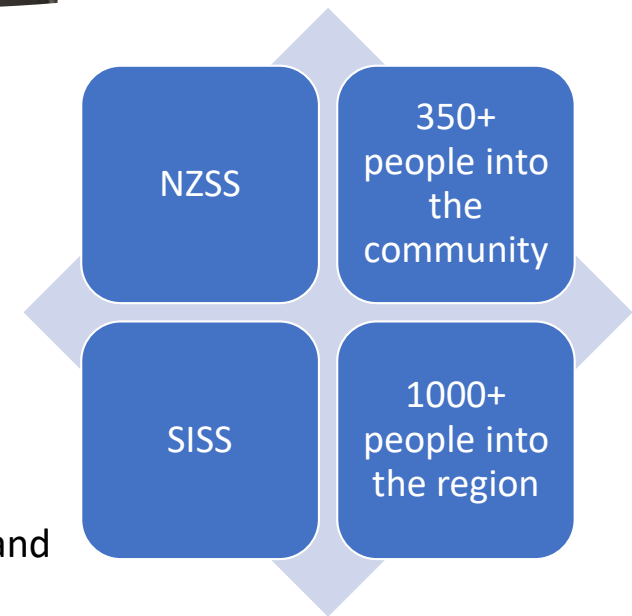 NZSS
350+
people into
the
community
SISS
1000+
people into
the region
and